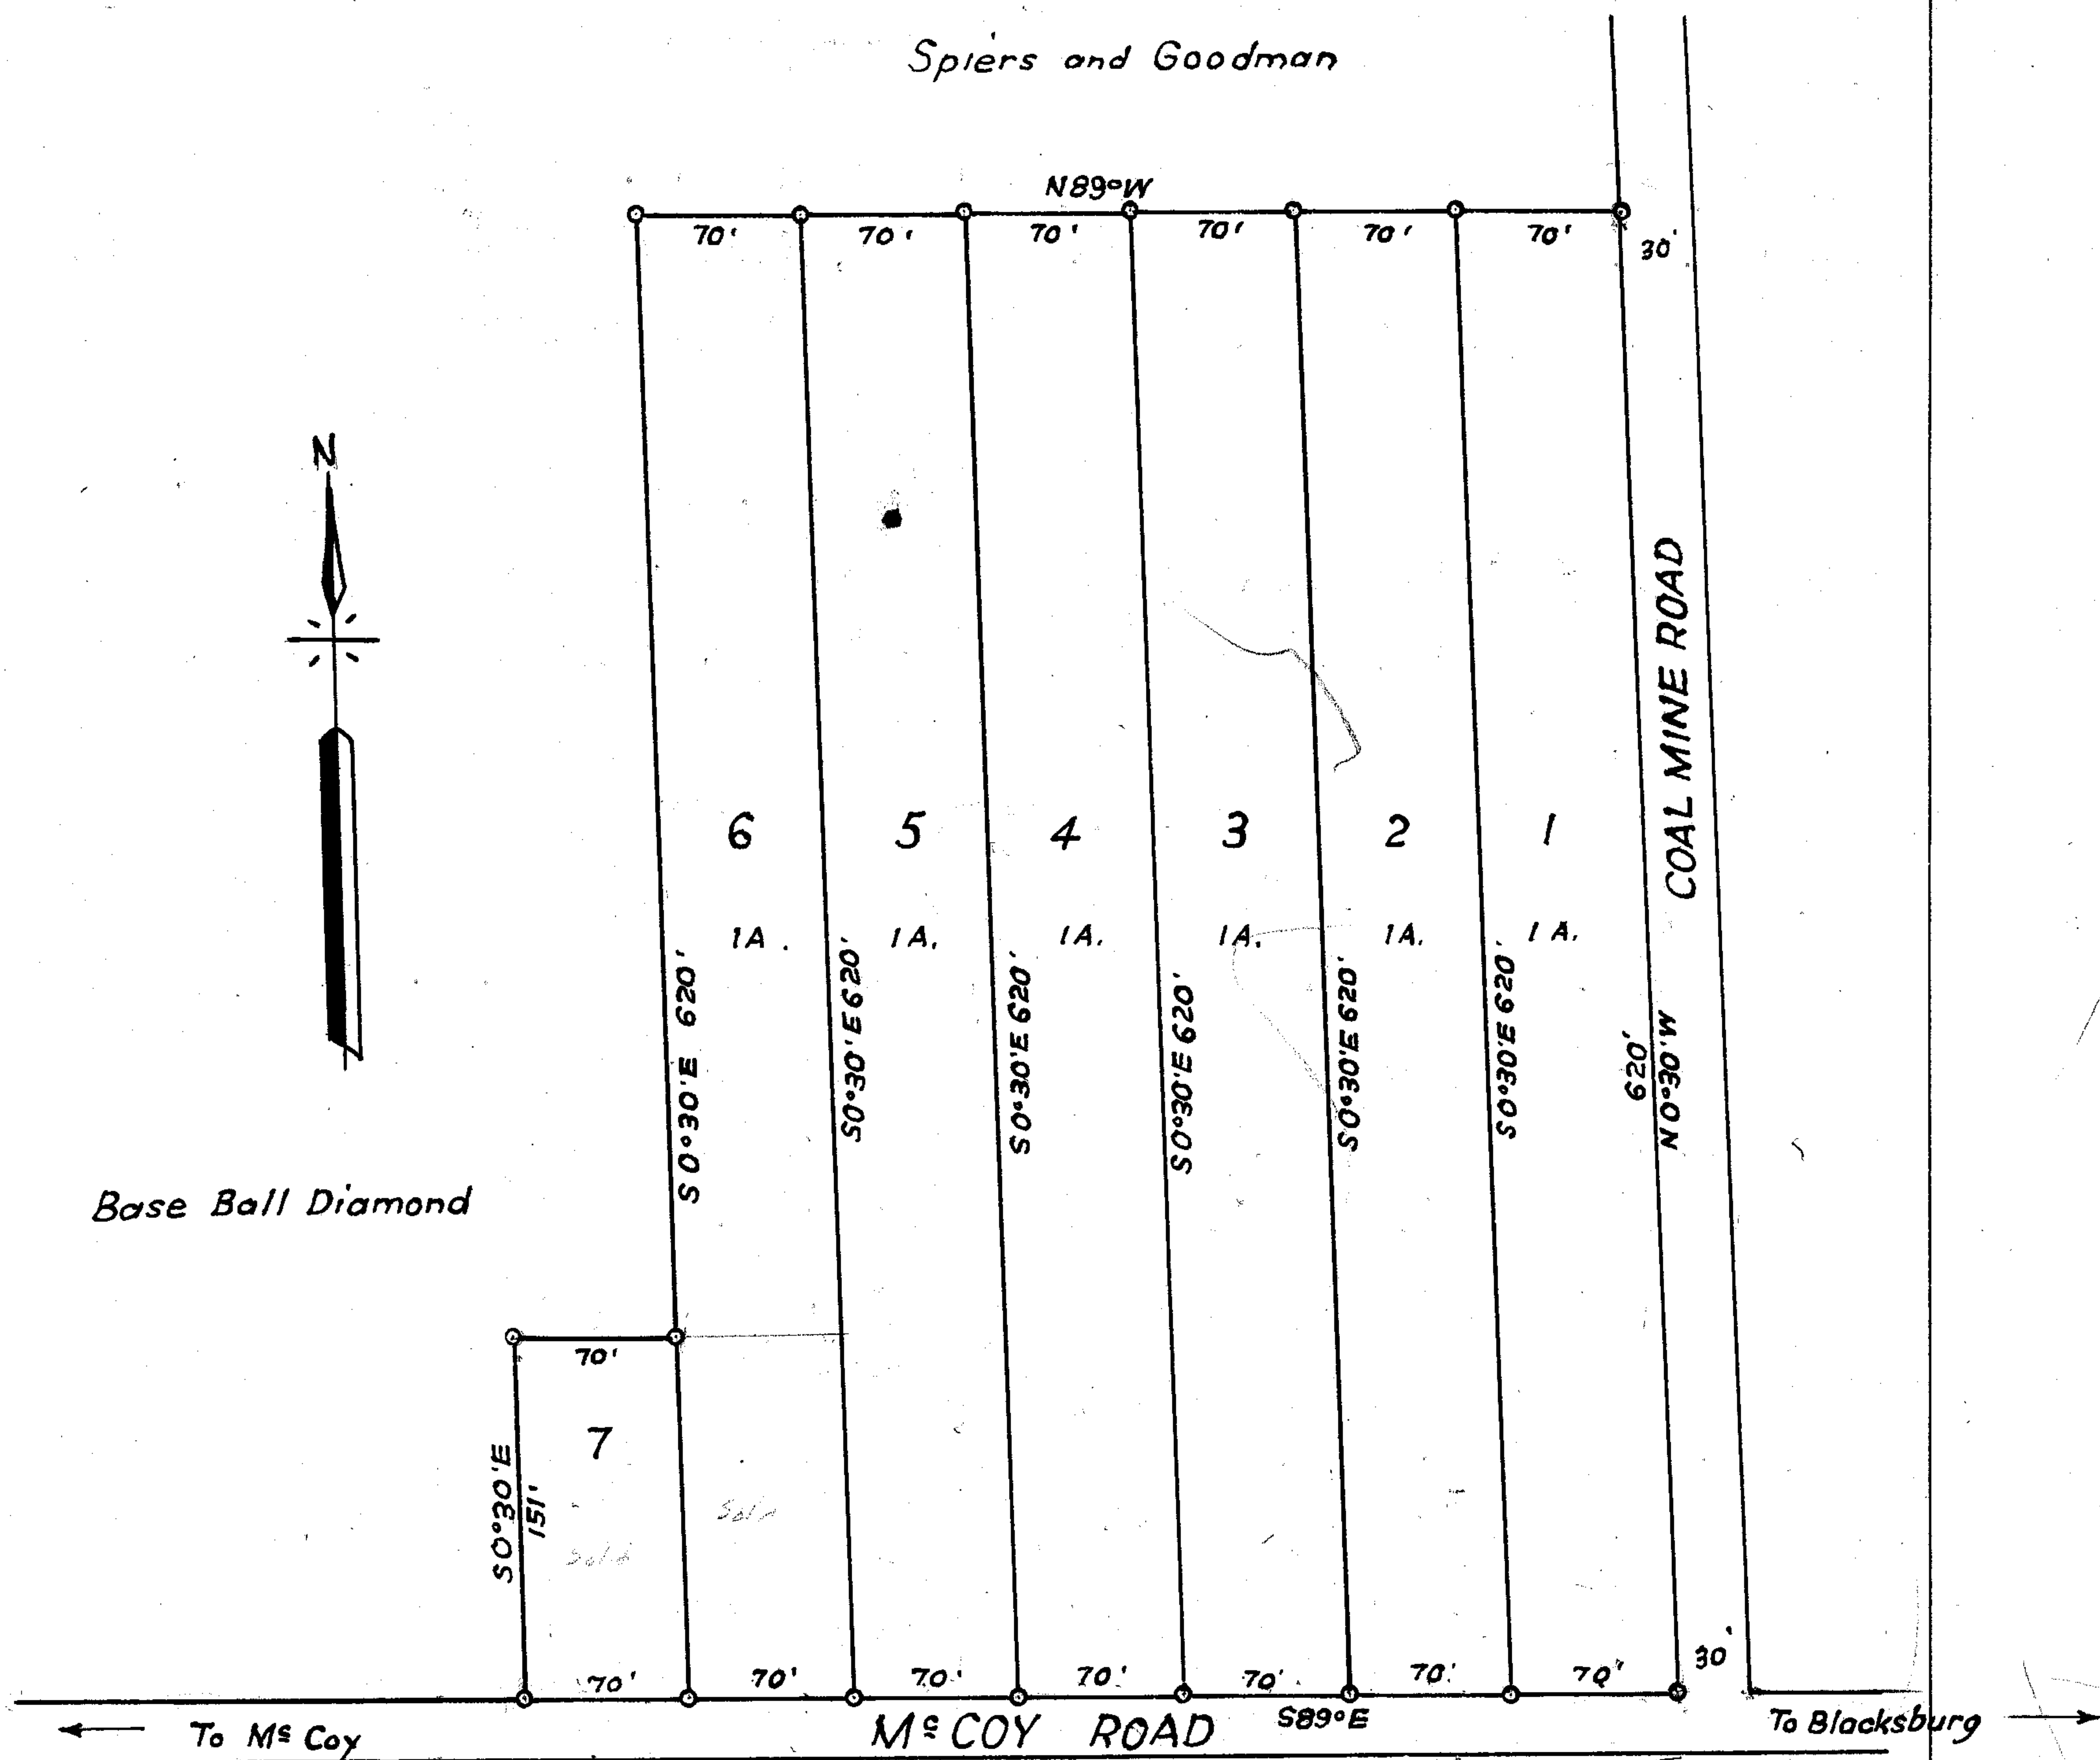 Spiers and Goodman
N89°W
70' 70' 70' 70' 70' 70' 30'
N
COAL MINE ROAD
6 5 4 3 2 1
1A. 1A. 1A. 1A. 1A. 1A.
S0°30'E 620'
S0°30'E 620'
S0°30'E 620'
S0°30'E 620'
S0°30'E 620'
S0°30'E 620'
620'
N0°30'W
Base Ball Diamond
70'
7
S0°30'E
151'
Sold
Sold
70' 70' 70' 70' 70' 70' 70' 30'
S89°E
To Mc Coy
Mc COY ROAD
To Blacksburg